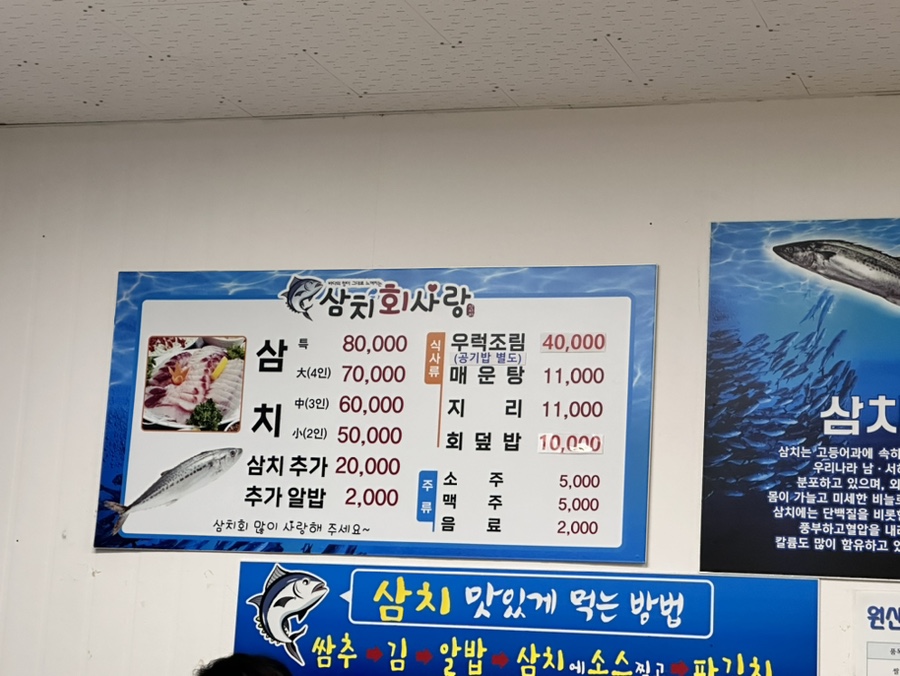 삼치회사랑
삼치
특 80,000
大(4인) 70,000
中(3인) 60,000
小(2인) 50,000
삼치 추가 20,000
추가 알밥 2,000
삼치회 많이 사랑해 주세요~
식사류
우럭조림 40,000
(공기밥 별도)
매운탕 11,000
지리 11,000
회덮밥 10,000
주류
소주 5,000
맥주 5,000
음료 2,000
삼치
삼치는 고등어과에 속하
우리나라 남·서해
분포하고 있으며, 외
몸이 가늘고 미세한 비늘로
삼치에는 단백질을 비롯한
풍부하고혈압을 내리
칼륨도 많이 함유하고 있
삼치 맛있게 먹는 방법
쌈추 ➡ 김 ➡ 알밥 ➡ 삼치에소스찍고 ➡ 파김치
원산
품목